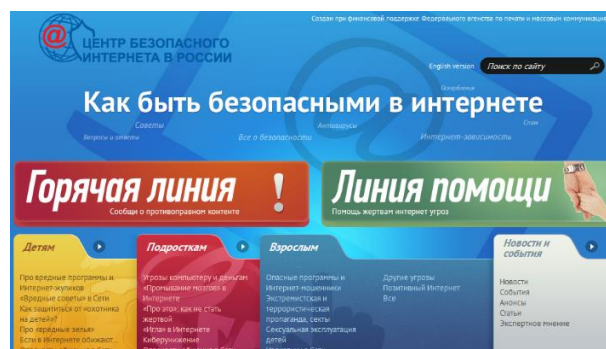 Создан при финансовой поддержке Федерального агентства по печати и массовым коммуникация
ЦЕНТР БЕЗОПАСНОГО
ИНТЕРНЕТА В РОССИИ
English version
Поиск по сайту
Оскорбления
Как быть безопасными в интернете
Советы
Антивирусы
Спам
Вопросы и ответы
Все о безопасности
Интернет-зависимость
Горячая линия !
Сообщи о противоправном контенте
Линия помощи
Помощь жертвам интернет угроз
Детям
Про вредные программы и
Интернет-жуликов
«Вредные советы» в Сети
Как защититься от «охотника
на детей»?
Про «вредные зелья»
Если в Интернете обижают...
Подросткам
Угрозы компьютеру и деньгам
«Промывание мозгов» в
Интернете
«Про это»: как не стать
жертвой
«Игла» в Интернете
Киберунижение
Взрослым
Опасные программы и
Интернет-мошенники
Экстремистская и
террористическая
пропаганда, секты
Сексуальная эксплуатация
детей
Другие угрозы
Позитивный Интернет
Все
Новости и
события
Новости
События
Анонсы
Статьи
Экспертное мнение